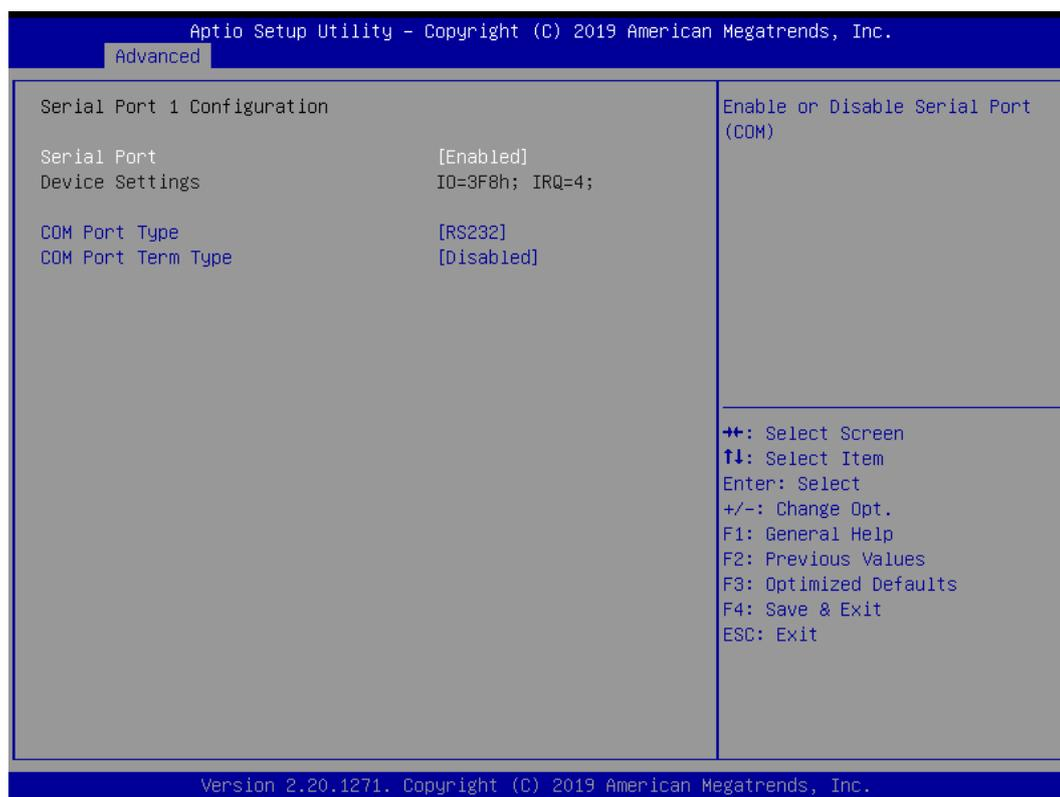 Aptio Setup Utility – Copyright (C) 2019 American Megatrends, Inc.
Advanced
Serial Port 1 Configuration
Serial Port [Enabled]
Device Settings IO=3F8h; IRQ=4;
COM Port Type [RS232]
COM Port Term Type [Disabled]
Enable or Disable Serial Port
(COM)
→←: Select Screen
↑↓: Select Item
Enter: Select
+/-: Change Opt.
F1: General Help
F2: Previous Values
F3: Optimized Defaults
F4: Save & Exit
ESC: Exit
Version 2.20.1271. Copyright (C) 2019 American Megatrends, Inc.